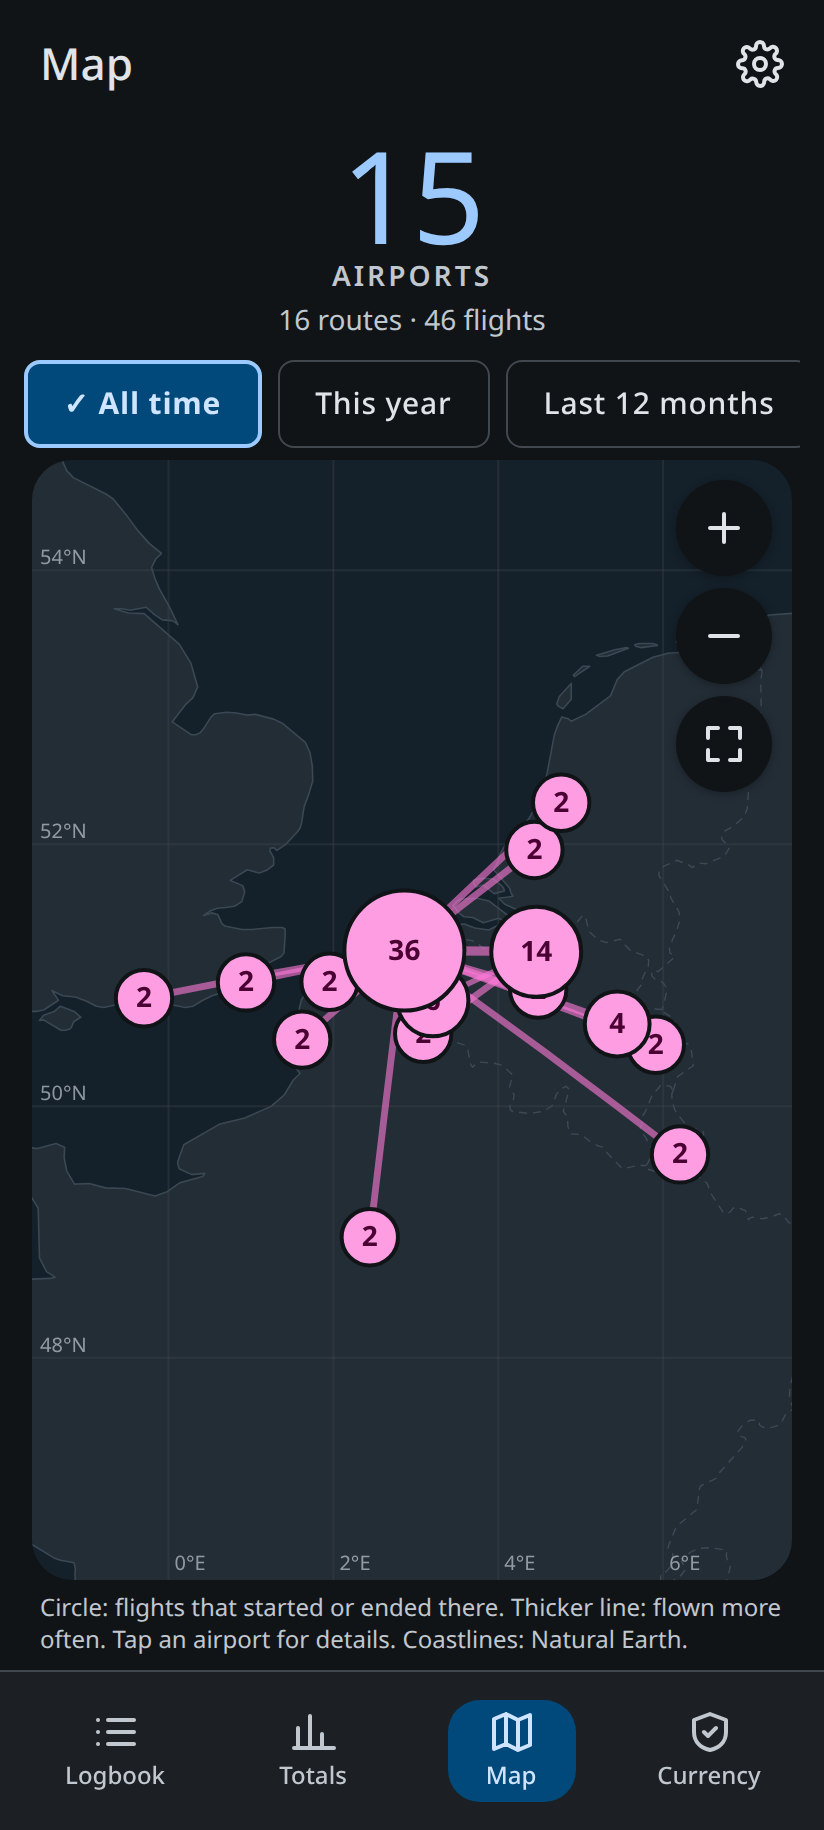 Map
15
AIRPORTS
16 routes · 46 flights
✓ All time
This year
Last 12 months
54°N
2
52°N
2
36
14
2
2
2
4
2
2
50°N
2
2
48°N
0°E
2°E
4°E
6°E
Circle: flights that started or ended there. Thicker line: flown more
often. Tap an airport for details. Coastlines: Natural Earth.
Logbook
Totals
Map
Currency